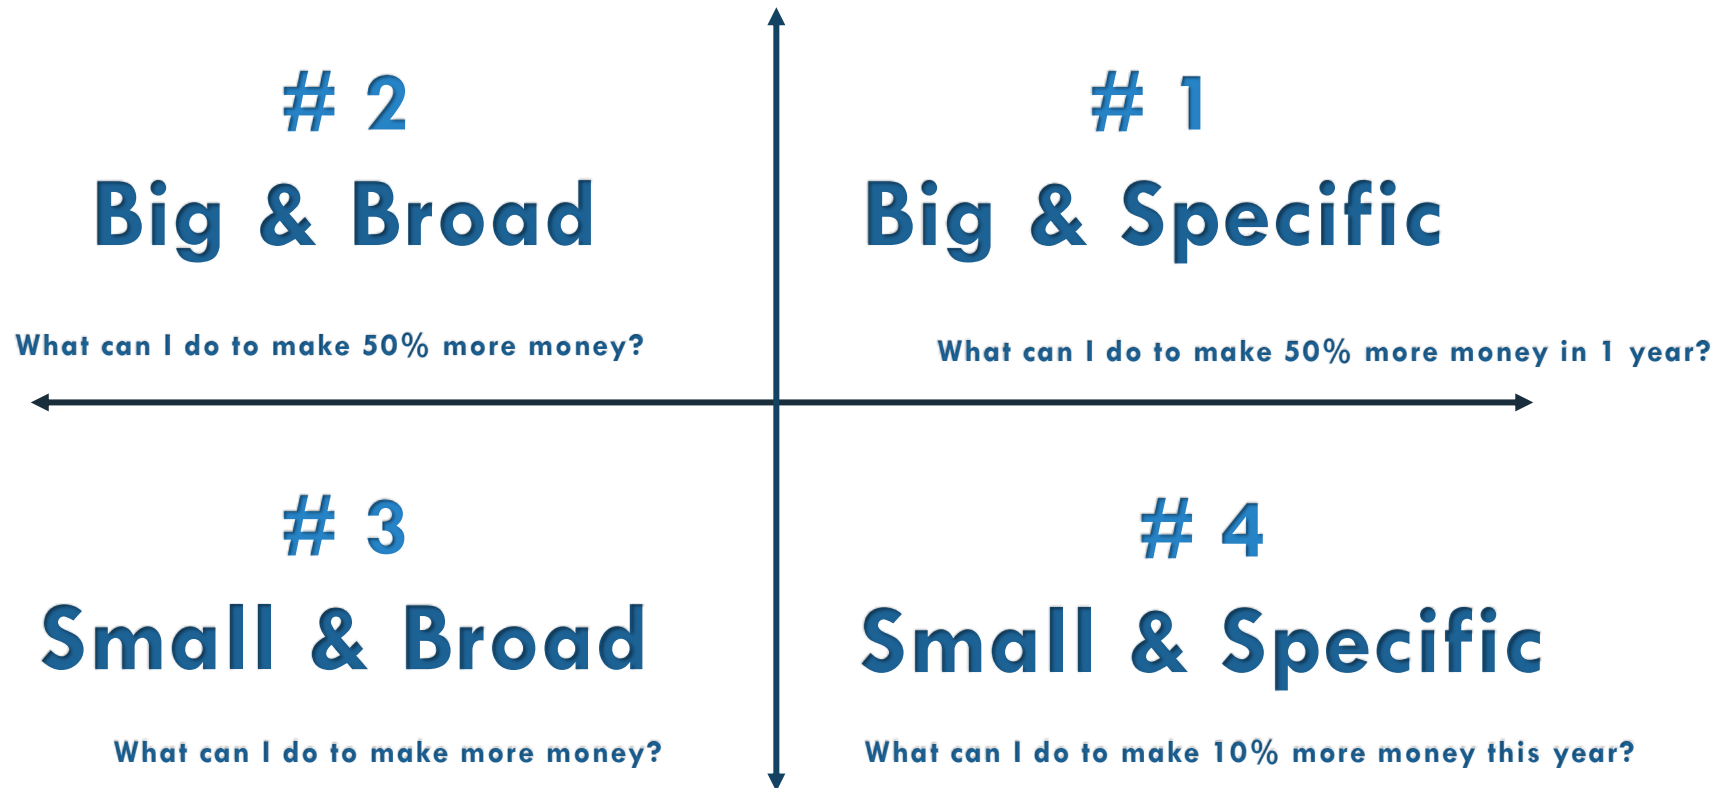 # 2
Big & Broad
What can I do to make 50% more money?
# 1
Big & Specific
What can I do to make 50% more money in 1 year?
# 3
Small & Broad
What can I do to make more money?
# 4
Small & Specific
What can I do to make 10% more money this year?